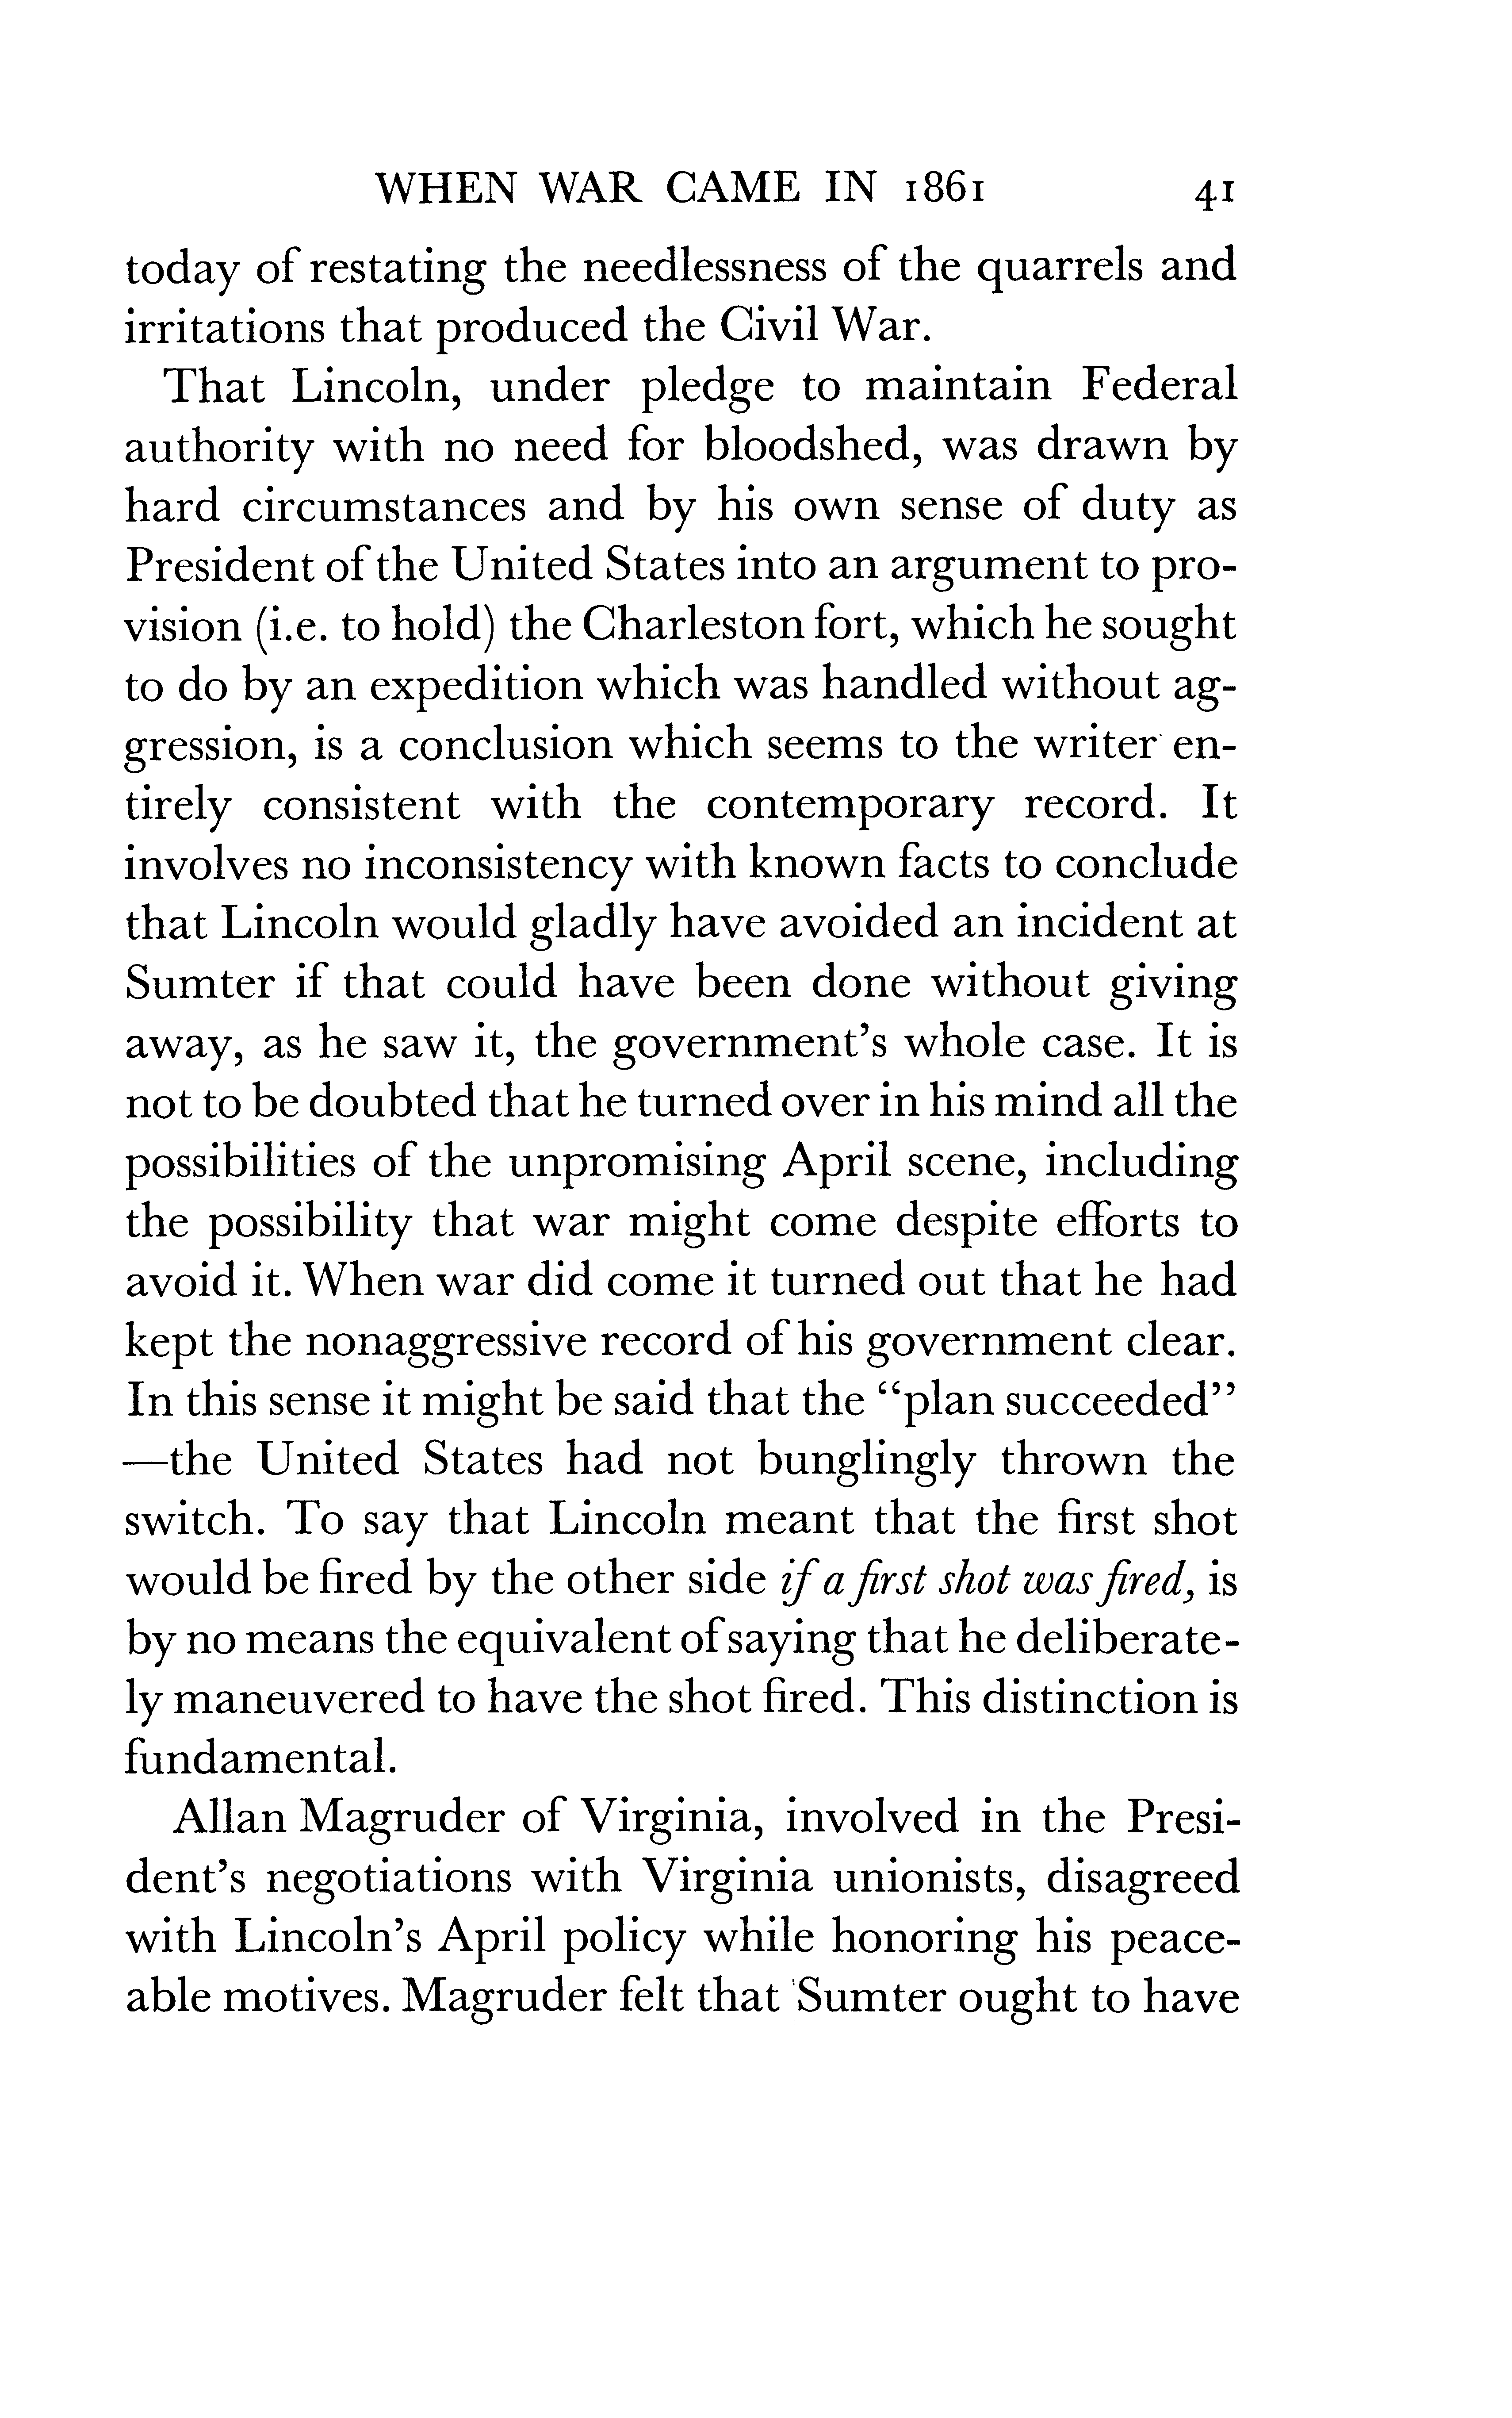 WHEN WAR CAME IN 1861 41
today of restating the needlessness of the quarrels and
irritations that produced the Civil War.
That Lincoln, under pledge to maintain Federal
authority with no need for bloodshed, was drawn by
hard circumstances and by his own sense of duty as
President of the United States into an argument to pro-
vision (i.e. to hold) the Charleston fort, which he sought
to do by an expedition which was handled without ag-
gression, is a conclusion which seems to the writer en-
tirely consistent with the contemporary record. It
involves no inconsistency with known facts to conclude
that Lincoln would gladly have avoided an incident at
Sumter if that could have been done without giving
away, as he saw it, the government's whole case. It is
not to be doubted that he turned over in his mind all the
possibilities of the unpromising April scene, including
the possibility that war might come despite efforts to
avoid it. When war did come it turned out that he had
kept the nonaggressive record of his government clear.
In this sense it might be said that the “plan succeeded”
—the United States had not bunglingly thrown the
switch. To say that Lincoln meant that the first shot
would be fired by the other side if a first shot was fired, is
by no means the equivalent of saying that he deliberate-
ly maneuvered to have the shot fired. This distinction is
fundamental.
Allan Magruder of Virginia, involved in the Presi-
dent's negotiations with Virginia unionists, disagreed
with Lincoln's April policy while honoring his peace-
able motives. Magruder felt that Sumter ought to have